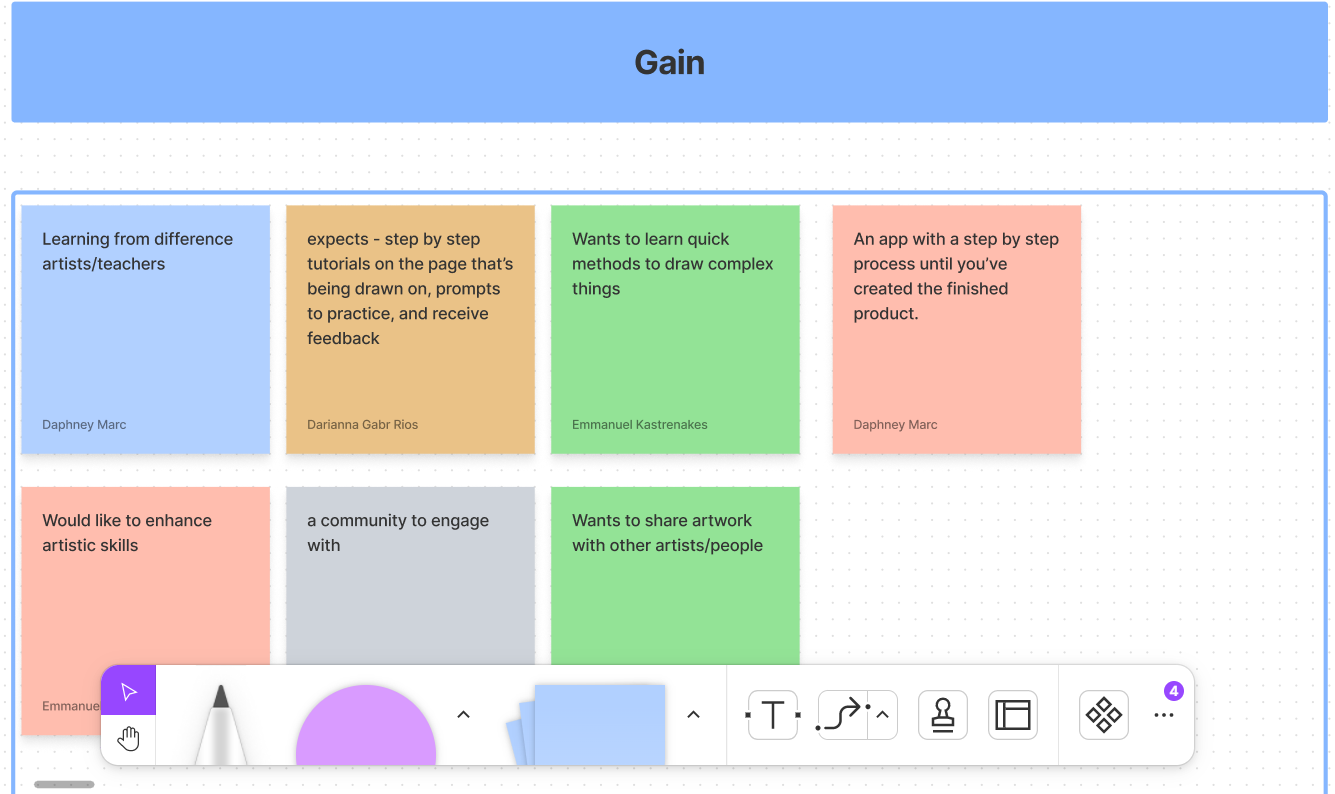 Gain
Learning from difference
artists/teachers
Daphney Marc
expects - step by step
tutorials on the page that’s
being drawn on, prompts
to practice, and receive
feedback
Darianna Gabr Rios
Wants to learn quick
methods to draw complex
things
Emmanuel Kastrenakes
An app with a step by step
process until you’ve
created the finished
product.
Daphney Marc
Would like to enhance
artistic skills
Emmanue
a community to engage
with
Wants to share artwork
with other artists/people
T
4